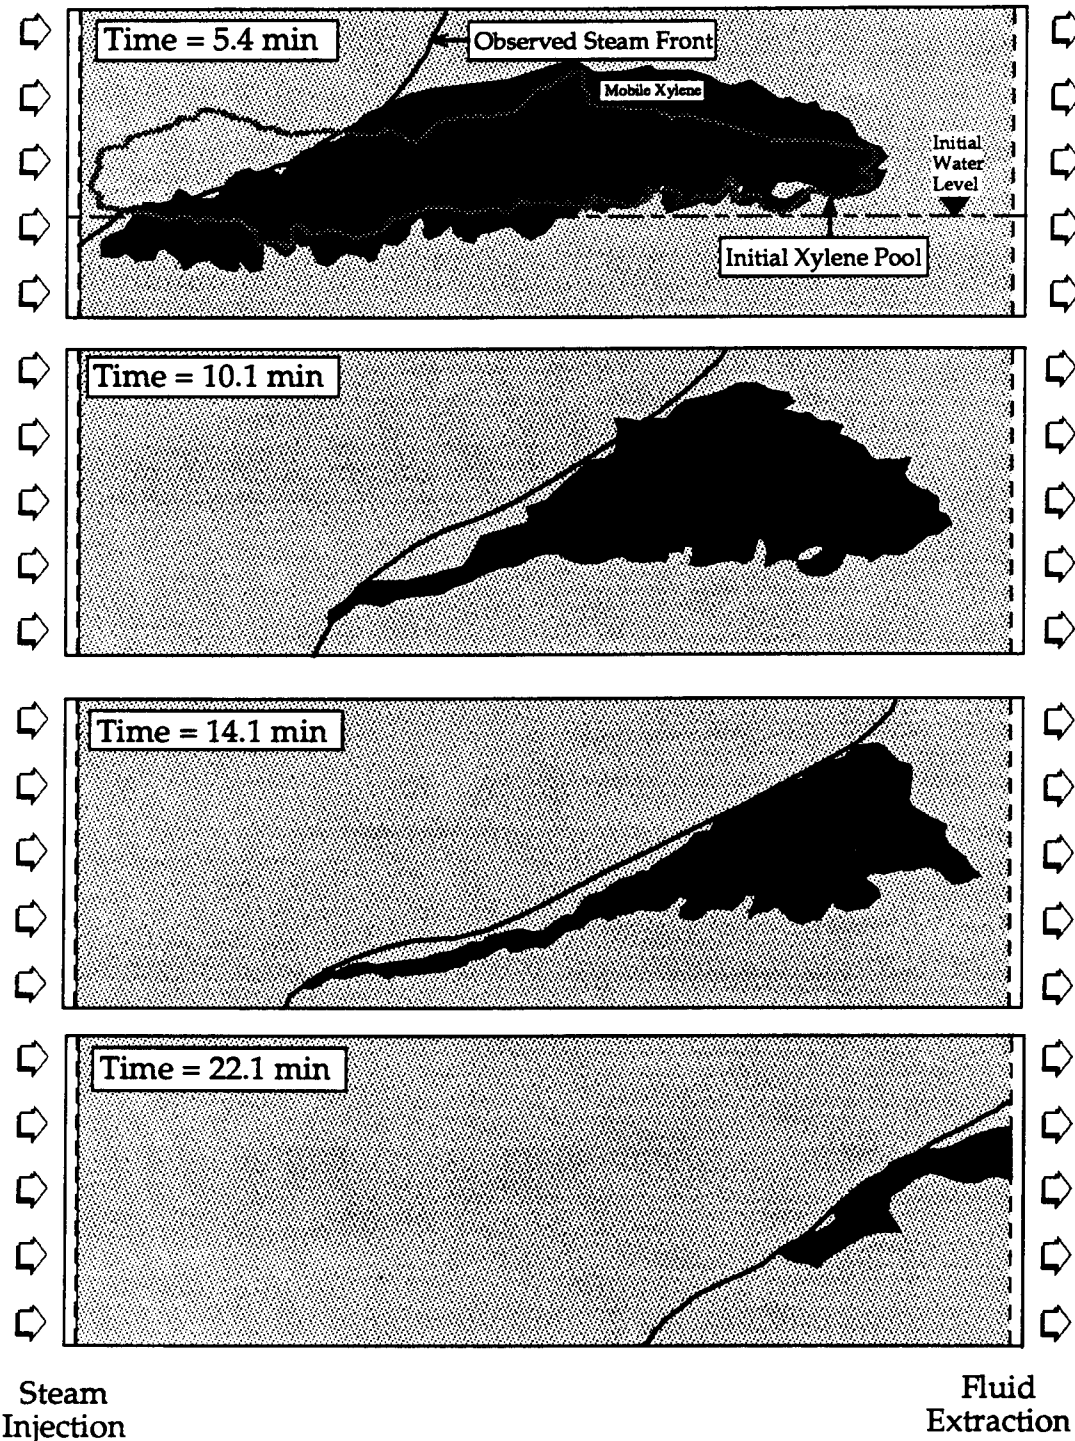 Time = 5.4 min
Observed Steam Front
Mobile Xylene
Initial
Water
Level
Initial Xylene Pool
Time = 10.1 min
Time = 14.1 min
Time = 22.1 min
Steam
Injection
Fluid
Extraction